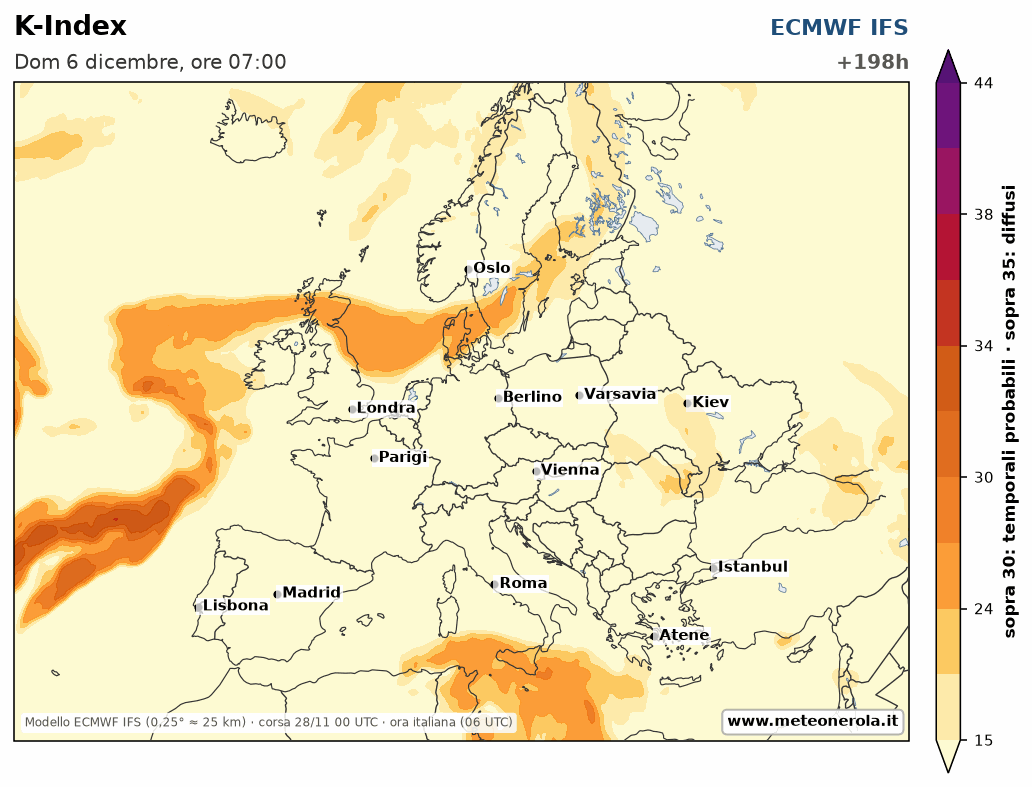 K-Index
ECMWF IFS
Dom 6 dicembre, ore 07:00
+198h
44
38
34
30
24
15
sopra 30: temporali probabili · sopra 35: diffusi
Oslo
Londra
Berlino
Varsavia
Kiev
Parigi
Vienna
Istanbul
Roma
Madrid
Lisbona
Atene
Modello ECMWF IFS (0,25° ≈ 25 km) · corsa 28/11 00 UTC · ora italiana (06 UTC)
www.meteonerola.it